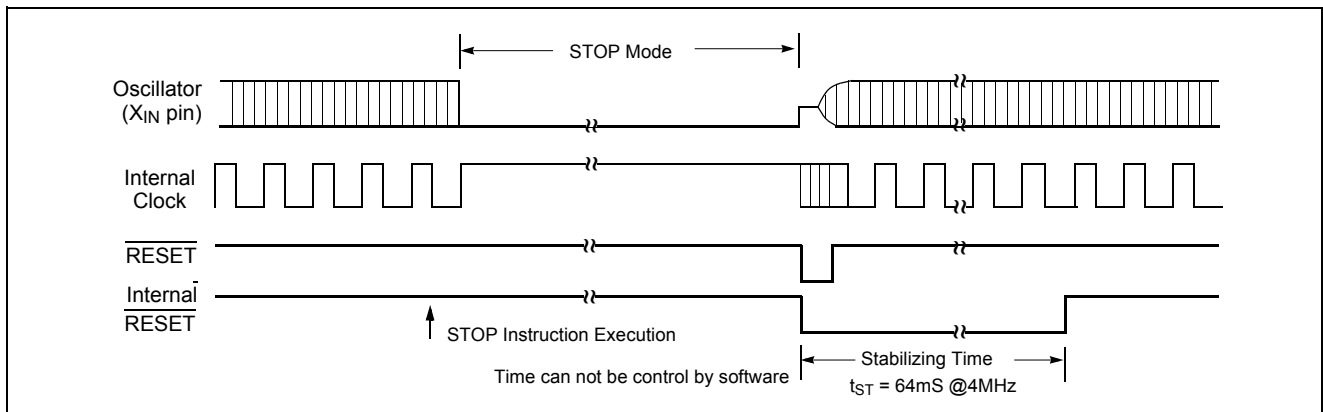 STOP Mode
Oscillator
(XIN pin)
Internal
Clock
RESET
Internal
RESET
STOP Instruction Execution
Time can not be control by software
Stabilizing Time
tST = 64mS @4MHz